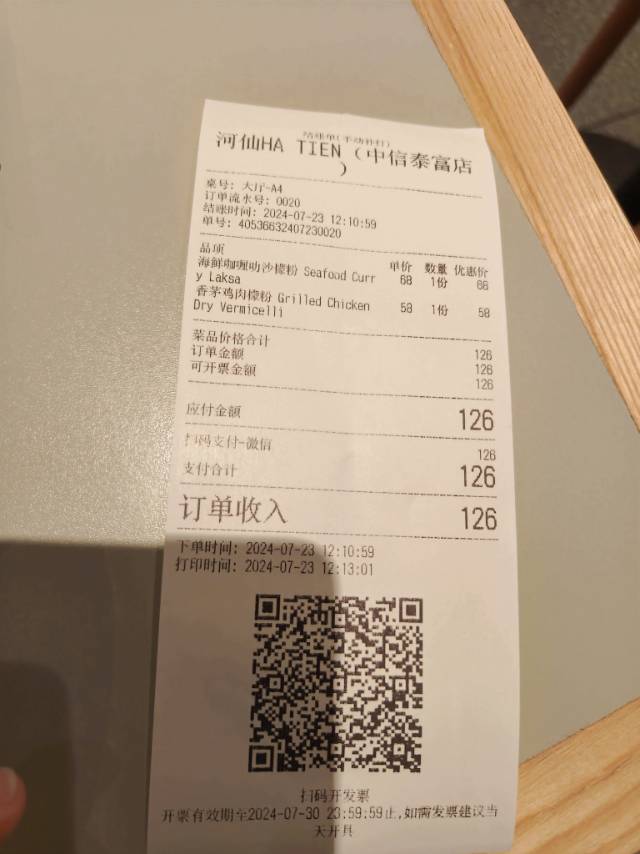 结账单(手动补打)
河仙HA TIEN (中信泰富店
)
桌号: 大厅-A4
订单流水号: 0020
结账时间: 2024-07-23 12:10:59
单号: 40536632407230020
品项 单价 数量 优惠价
海鲜咖喱叻沙檬粉 Seafood Curr 68 1份 68
y Laksa
香茅鸡肉檬粉 Grilled Chicken 58 1份 58
Dry Vermicelli
菜品价格合计 126
订单金额 126
可开票金额 126
应付金额 126
扫码支付-微信 126
支付合计 126
订单收入 126
下单时间: 2024-07-23 12:10:59
打印时间: 2024-07-23 12:13:01
扫码开发票
开票有效期至2024-07-30 23:59:59止,如需发票建议当
天开具